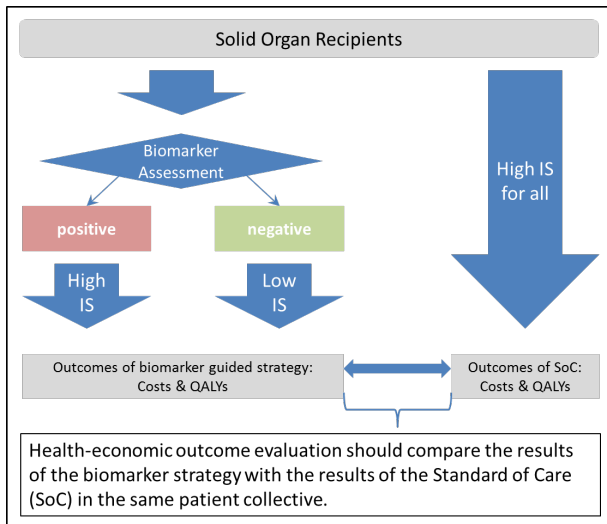 Solid Organ Recipients
Biomarker
Assessment
High IS
for all
positive
negative
High
IS
Low
IS
Outcomes of biomarker guided strategy:
Costs & QALYs
Outcomes of SoC:
Costs & QALYs
Health-economic outcome evaluation should compare the results
of the biomarker strategy with the results of the Standard of Care
(SoC) in the same patient collective.